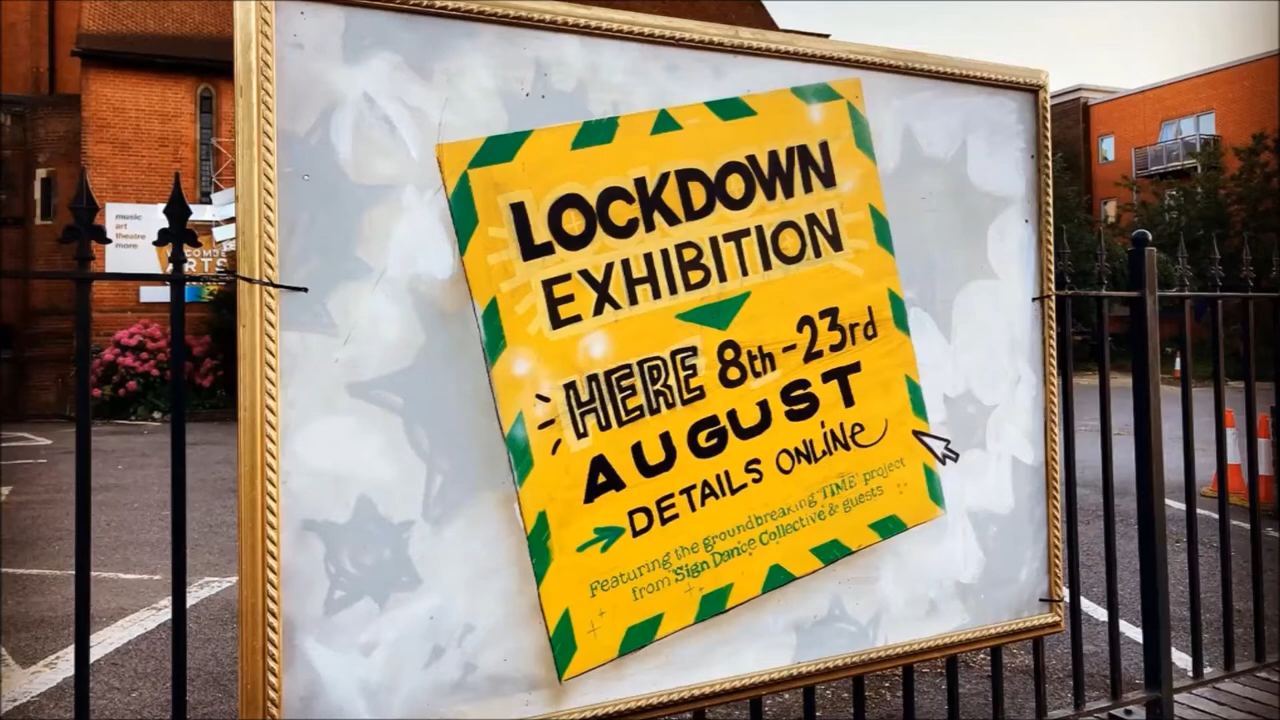 LOCKDOWN
EXHIBITION
HERE 8th-23rd
AUGUST
DETAILS ONLINE
Featuring the groundbreaking 'TIME' project
from Sign Dance Collective & guests
music
art
theatre
more
ARTS